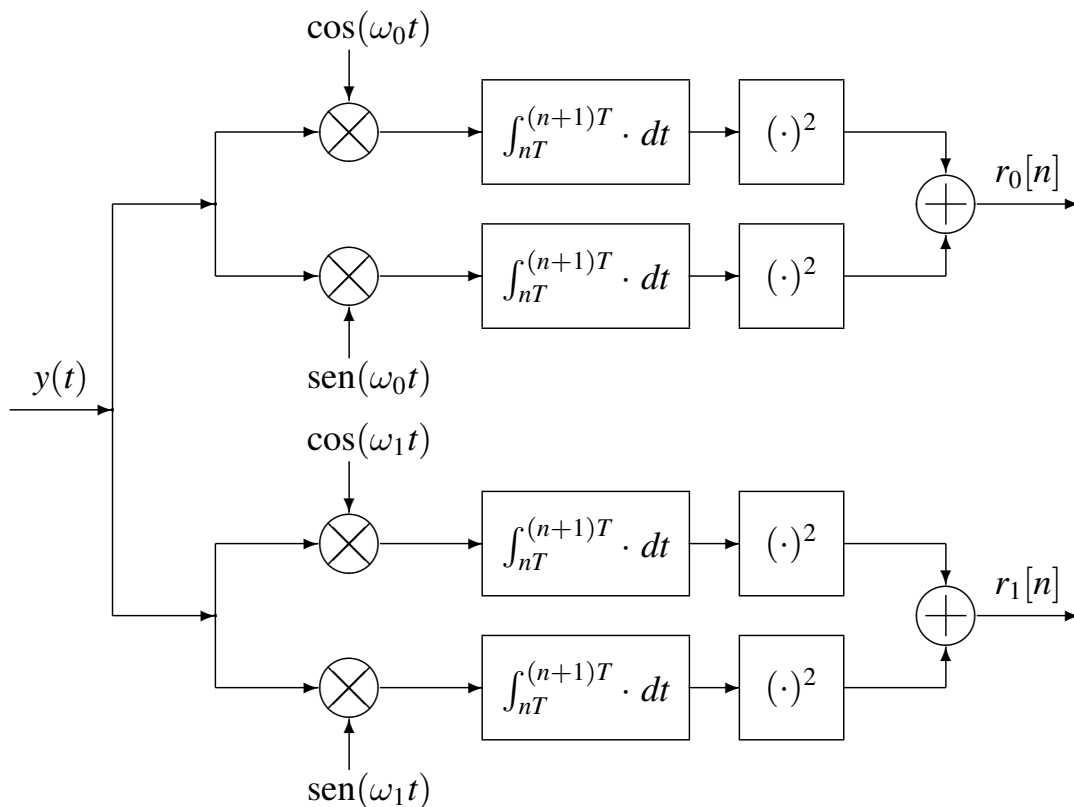 cos(ω₀t)
∫_{nT}^{(n+1)T} · dt
(·)²
r₀[n]
∫_{nT}^{(n+1)T} · dt
(·)²
sen(ω₀t)
y(t)
cos(ω₁t)
∫_{nT}^{(n+1)T} · dt
(·)²
r₁[n]
∫_{nT}^{(n+1)T} · dt
(·)²
sen(ω₁t)